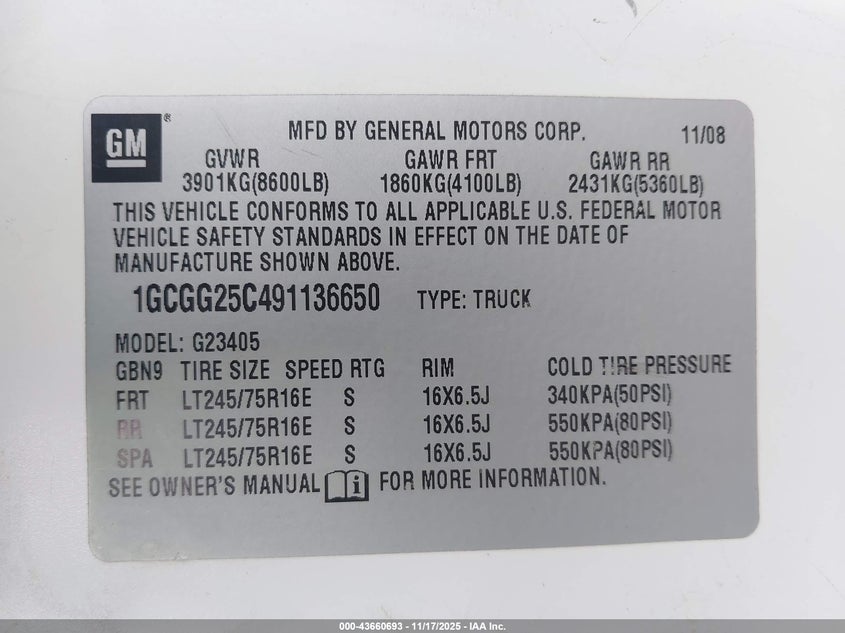 GM ®
MFD BY GENERAL MOTORS CORP. 11/08
GVWR GAWR FRT GAWR RR
3901KG(8600LB) 1860KG(4100LB) 2431KG(5360LB)
THIS VEHICLE CONFORMS TO ALL APPLICABLE U.S. FEDERAL MOTOR
VEHICLE SAFETY STANDARDS IN EFFECT ON THE DATE OF
MANUFACTURE SHOWN ABOVE.
1GCGG25C491136650 TYPE: TRUCK
MODEL: G23405
GBN9 TIRE SIZE SPEED RTG RIM COLD TIRE PRESSURE
FRT LT245/75R16E S 16X6.5J 340KPA(50PSI)
RR LT245/75R16E S 16X6.5J 550KPA(80PSI)
SPA LT245/75R16E S 16X6.5J 550KPA(80PSI)
SEE OWNER'S MANUAL i FOR MORE INFORMATION.
000-43660693 - 11/17/2025 - IAA Inc.